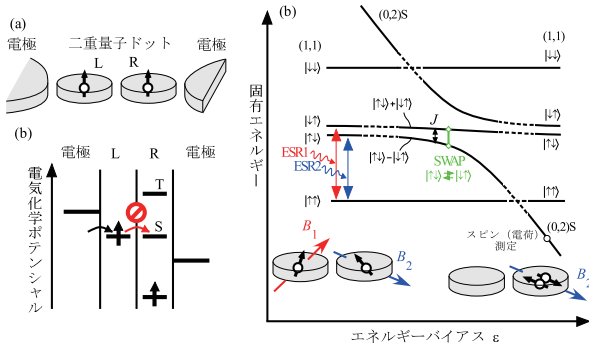 (a)
電極
二重量子ドット
電極
L
R
(b)
電気化学ポテンシャル
電極
L
R
電極
T
S
(b)
固有エネルギー
(0,2)S
(1,1)
(1,1)
|↓↓⟩
|↓↓⟩
|↓↑⟩
|↑↓⟩
|↑↓⟩+|↓↑⟩
J
|↓↑⟩
|↑↓⟩
ESR1
ESR2
|↑↓⟩−|↓↑⟩
SWAP
|↑↓⟩⇄|↓↑⟩
|↑↑⟩
|↑↑⟩
(0,2)S
スピン（電荷）
測定
B1
B2
B2
エネルギーバイアス ε